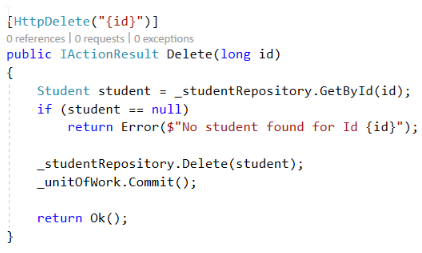 [HttpDelete("{id}")]
0 references | 0 requests | 0 exceptions
public IActionResult Delete(long id)
{
    Student student = _studentRepository.GetById(id);
    if (student == null)
        return Error($"No student found for Id {id}");

    _studentRepository.Delete(student);
    _unitOfWork.Commit();

    return Ok();
}